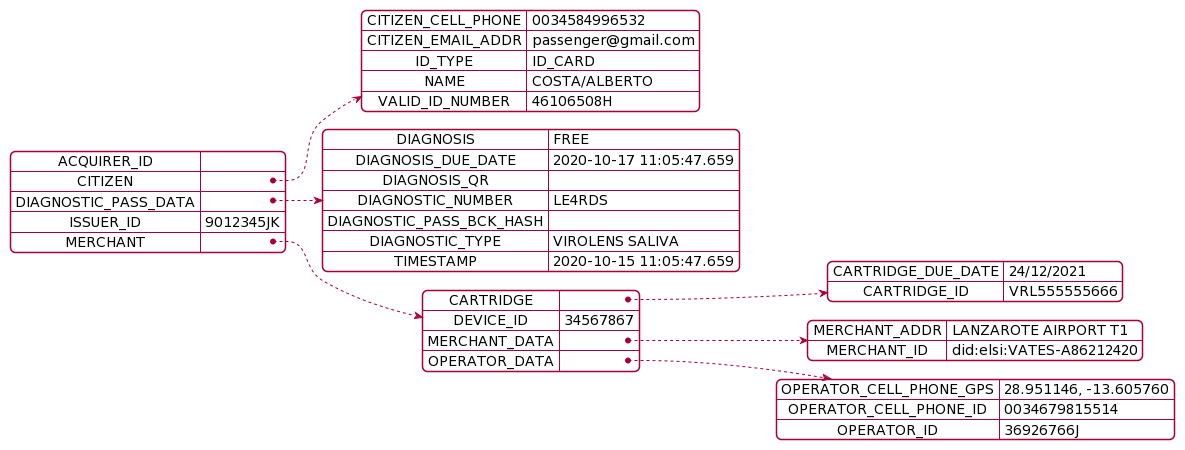 CITIZEN_CELL_PHONE 0034584996532
CITIZEN_EMAIL_ADDR passenger@gmail.com
ID_TYPE ID_CARD
NAME COSTA/ALBERTO
VALID_ID_NUMBER 46106508H
DIAGNOSIS FREE
DIAGNOSIS_DUE_DATE 2020-10-17 11:05:47.659
DIAGNOSIS_QR
DIAGNOSTIC_NUMBER LE4RDS
DIAGNOSTIC_PASS_BCK_HASH
DIAGNOSTIC_TYPE VIROLENS SALIVA
TIMESTAMP 2020-10-15 11:05:47.659
ACQUIRER_ID
CITIZEN
DIAGNOSTIC_PASS_DATA
ISSUER_ID 9012345JK
MERCHANT
CARTRIDGE
DEVICE_ID 34567867
MERCHANT_DATA
OPERATOR_DATA
CARTRIDGE_DUE_DATE 24/12/2021
CARTRIDGE_ID VRL555555666
MERCHANT_ADDR LANZAROTE AIRPORT T1
MERCHANT_ID did:elsi:VATES-A86212420
OPERATOR_CELL_PHONE_GPS 28.951146, -13.605760
OPERATOR_CELL_PHONE_ID 0034679815514
OPERATOR_ID 36926766J